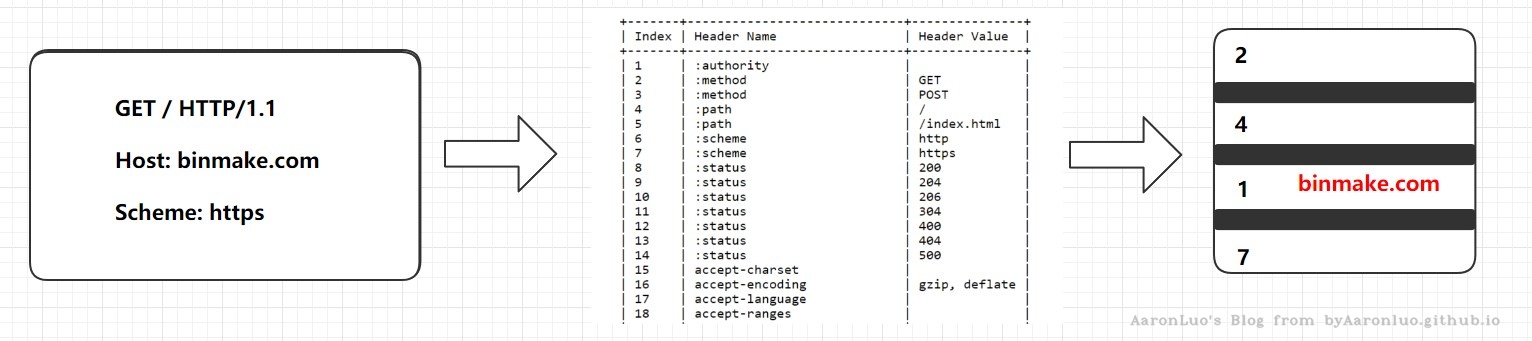 GET / HTTP/1.1
Host: binmake.com
Scheme: https
+-------+-----------------------------+---------------+
| Index | Header Name | Header Value |
+-------+-----------------------------+---------------+
| 1 | :authority | |
| 2 | :method | GET |
| 3 | :method | POST |
| 4 | :path | / |
| 5 | :path | /index.html |
| 6 | :scheme | http |
| 7 | :scheme | https |
| 8 | :status | 200 |
| 9 | :status | 204 |
| 10 | :status | 206 |
| 11 | :status | 304 |
| 12 | :status | 400 |
| 13 | :status | 404 |
| 14 | :status | 500 |
| 15 | accept-charset | |
| 16 | accept-encoding | gzip, deflate |
| 17 | accept-language | |
| 18 | accept-ranges | |
2
4
1 binmake.com
7
AaronLuo's Blog from byAaronluo.github.io